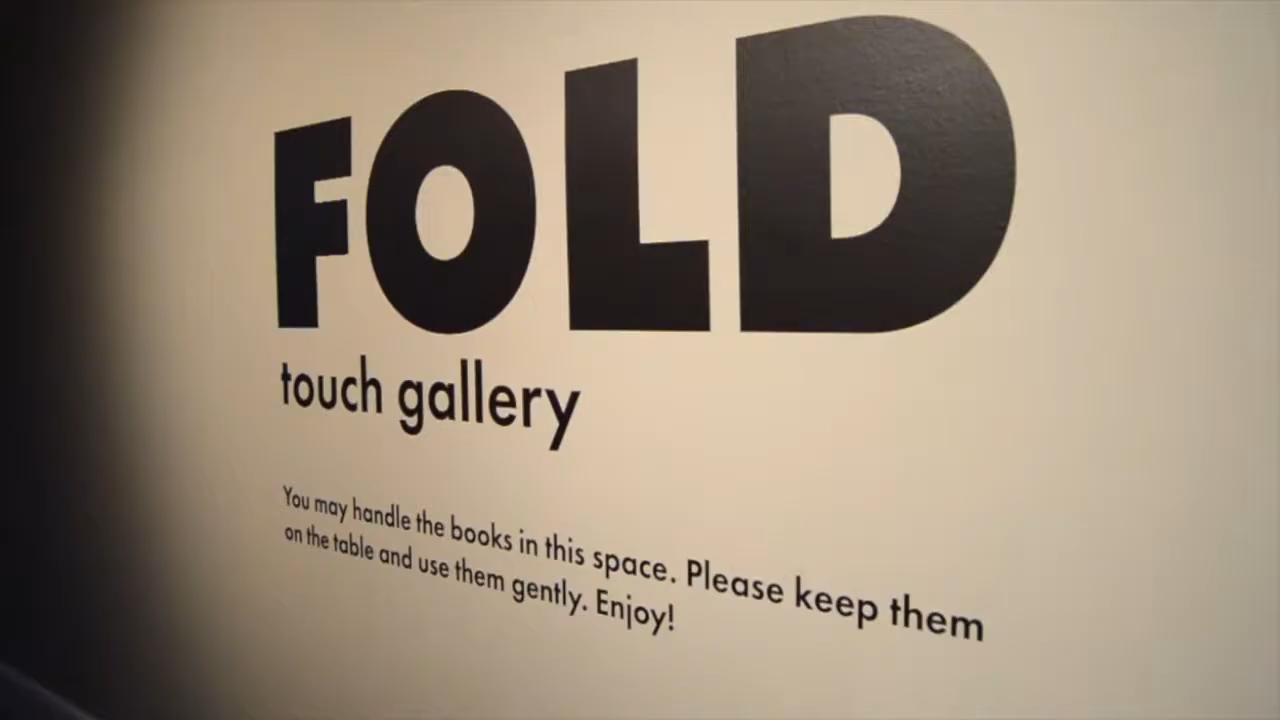 FOLD
touch gallery
You may handle the books in this space. Please keep them
on the table and use them gently. Enjoy!